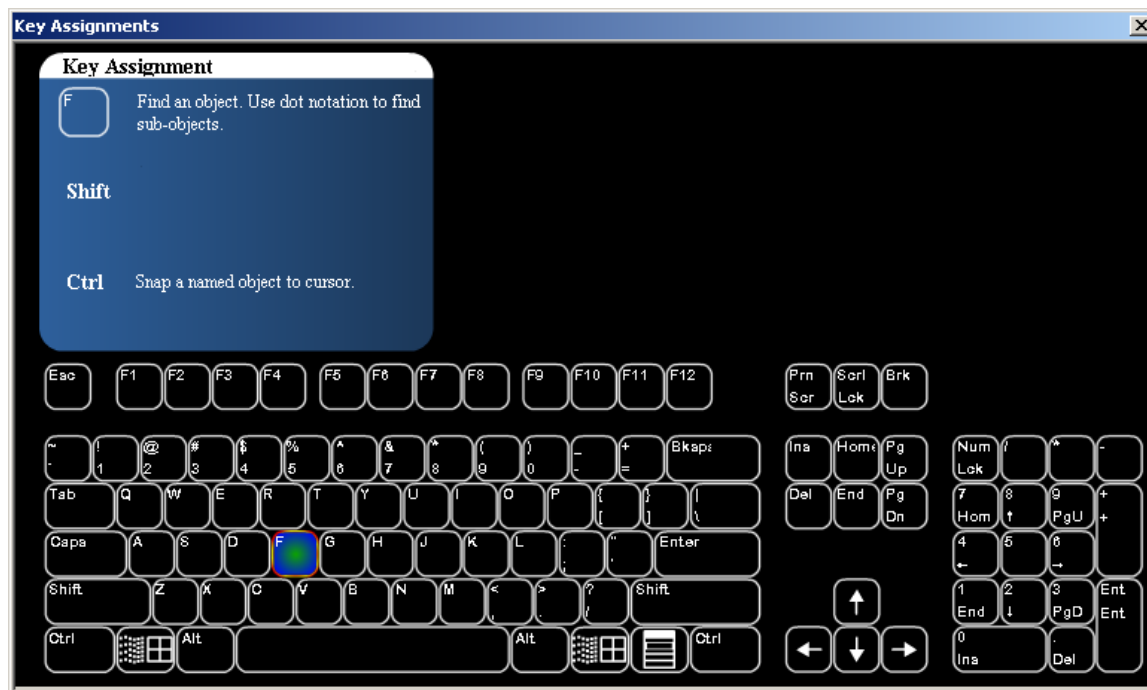 Key Assignments
Key Assignment
F
Find an object. Use dot notation to find
sub-objects.
Shift
Ctrl Snap a named object to cursor.
Esc F1 F2 F3 F4 F5 F6 F7 F8 F9 F10 F11 F12 Prn Scrl Brk
Scr Lck
~ ! @ # $ % ^ & * ( ) _ + Bksp Ins Home Pg Num / * -
` 1 2 3 4 5 6 7 8 9 0 - = Up Lck
Tab Q W E R T Y U I O P { } | Del End Pg 7 8 9 +
[ ] \ Dn Hom ↑ PgU +
Caps A S D F G H J K L : " Enter 4 5 6
; ' ← →
Shift Z X C V B N M < > ? Shift ↑ 1 2 3 Ent
, . / End ↓ PgD Ent
Ctrl Alt Alt Ctrl ← ↓ → 0 .
Ins Del